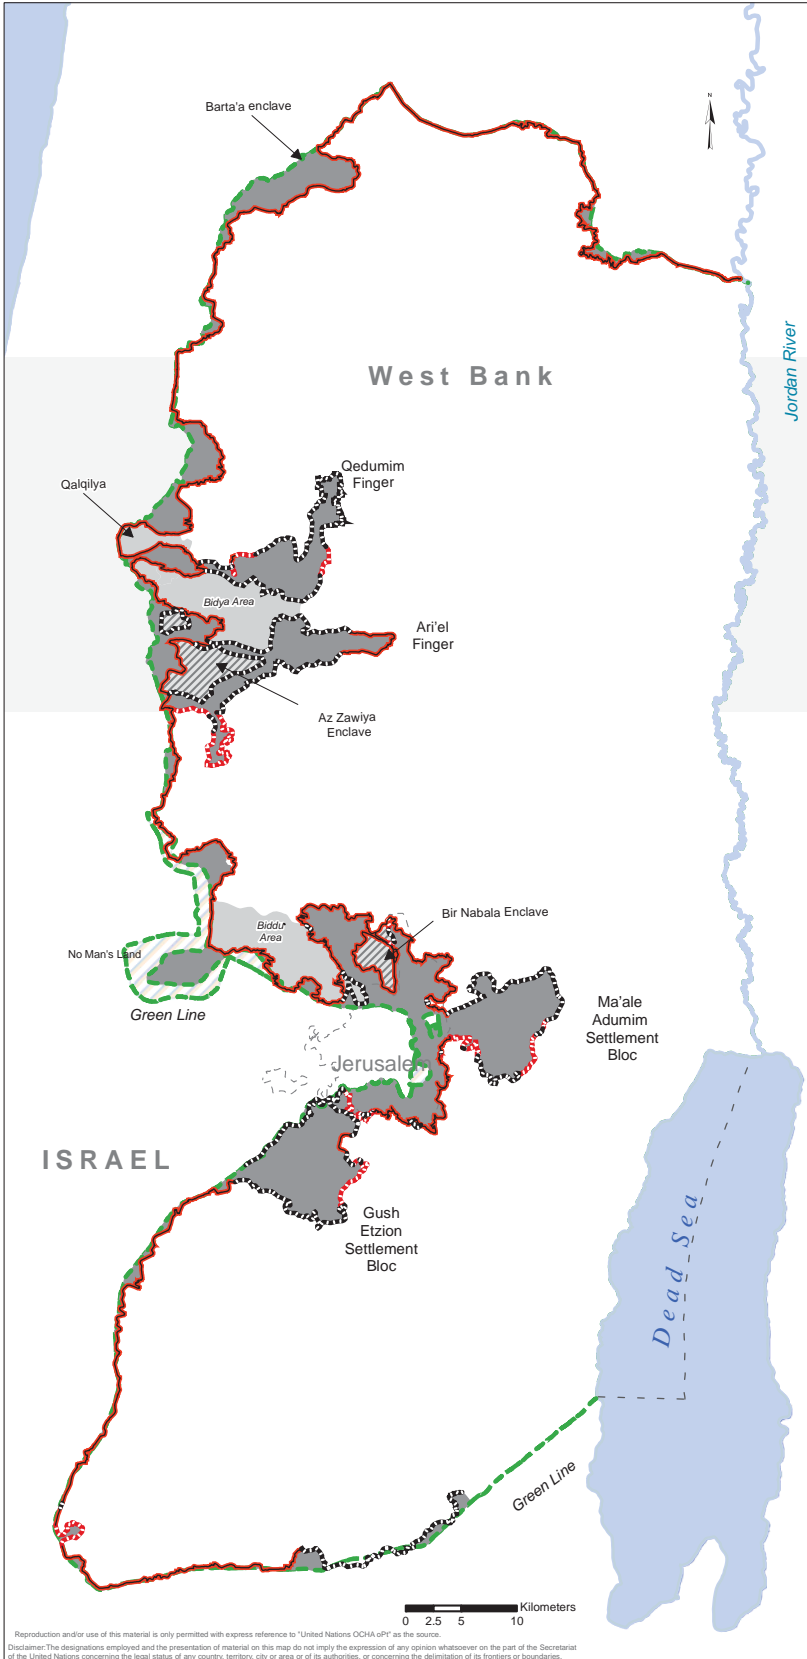 N
Barta'a enclave
Jordan River
West Bank
Qedumim
Finger
Qalqilya
Bidya Area
Ari'el
Finger
Az Zawiya
Enclave
Bir Nabala Enclave
Biddu
Area
No Man's Land
Green Line
Ma'ale
Adumim
Settlement
Bloc
Jerusalem
ISRAEL
Gush
Etzion
Settlement
Bloc
Dead Sea
Green Line
Kilometers
0 2.5 5 10
Reproduction and/or use of this material is only permitted with express reference to "United Nations OCHA oPt" as the source.
Disclaimer:The designations employed and the presentation of material on this map do not imply the expression of any opinion whatsoever on the part of the Secretariat
of the United Nations concerning the legal status of any country, territory, city or area or of its authorities, or concerning the delimitation of its frontiers or boundaries.